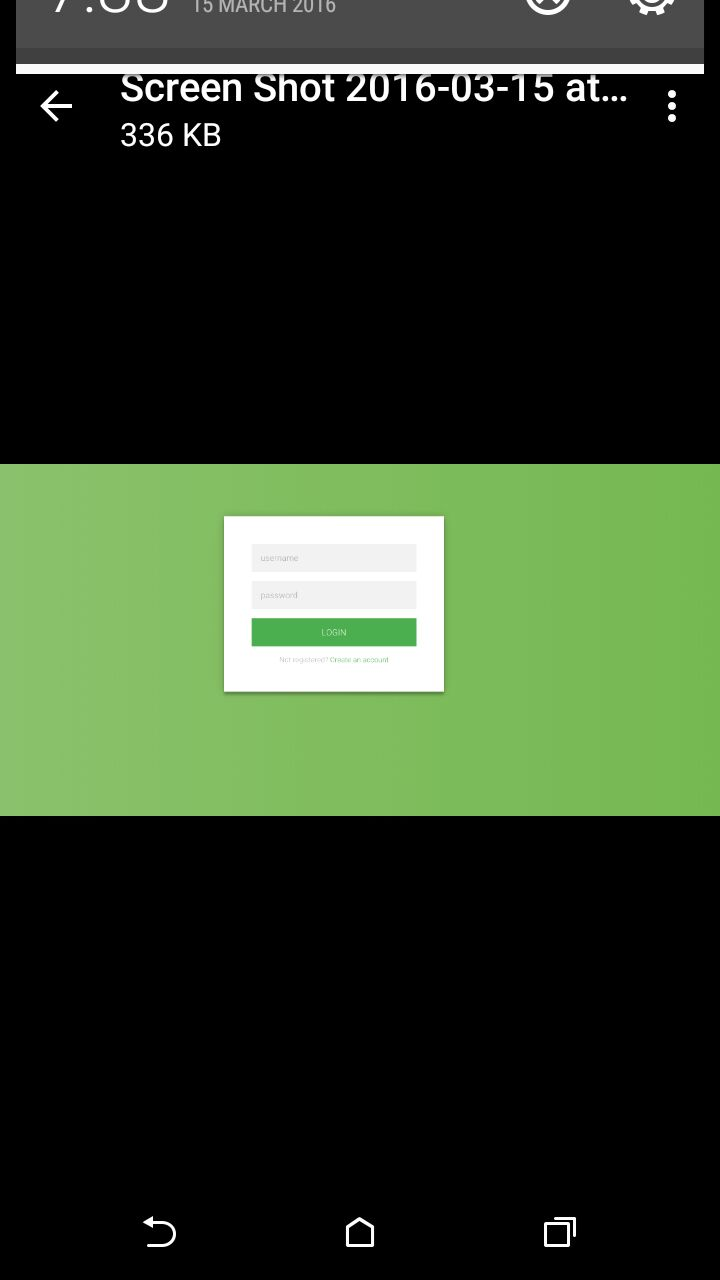 15 MARCH 2016
Screen Shot 2016-03-15 at...
336 KB
username
password
LOGIN
Not registered? Create an account